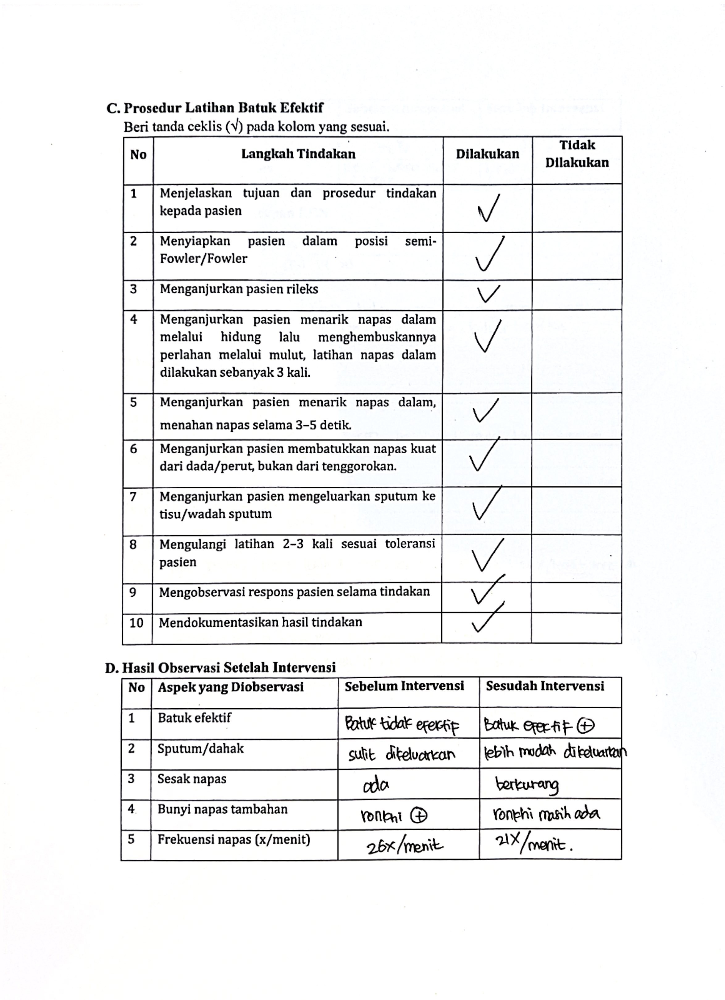 C. Prosedur Latihan Batuk Efektif
Beri tanda ceklis (√) pada kolom yang sesuai.
No Langkah Tindakan Dilakukan Tidak Dilakukan
1 Menjelaskan tujuan dan prosedur tindakan
kepada pasien ✓
2 Menyiapkan pasien dalam posisi semi-
Fowler/Fowler ✓
3 Menganjurkan pasien rileks ✓
4 Menganjurkan pasien menarik napas dalam
melalui hidung lalu menghembuskannya
perlahan melalui mulut, latihan napas dalam
dilakukan sebanyak 3 kali. ✓
5 Menganjurkan pasien menarik napas dalam,
menahan napas selama 3–5 detik. ✓
6 Menganjurkan pasien membatukkan napas kuat
dari dada/perut, bukan dari tenggorokan. ✓
7 Menganjurkan pasien mengeluarkan sputum ke
tisu/wadah sputum ✓
8 Mengulangi latihan 2–3 kali sesuai toleransi
pasien ✓
9 Mengobservasi respons pasien selama tindakan ✓
10 Mendokumentasikan hasil tindakan ✓
D. Hasil Observasi Setelah Intervensi
No Aspek yang Diobservasi Sebelum Intervensi Sesudah Intervensi
1 Batuk efektif Batuk tidak efektif Batuk efektif ⊕
2 Sputum/dahak sulit dikeluarkan lebih mudah dikeluarkan
3 Sesak napas ada berkurang
4 Bunyi napas tambahan ronkhi ⊕ ronkhi masih ada
5 Frekuensi napas (x/menit) 26x/menit 21x/menit.